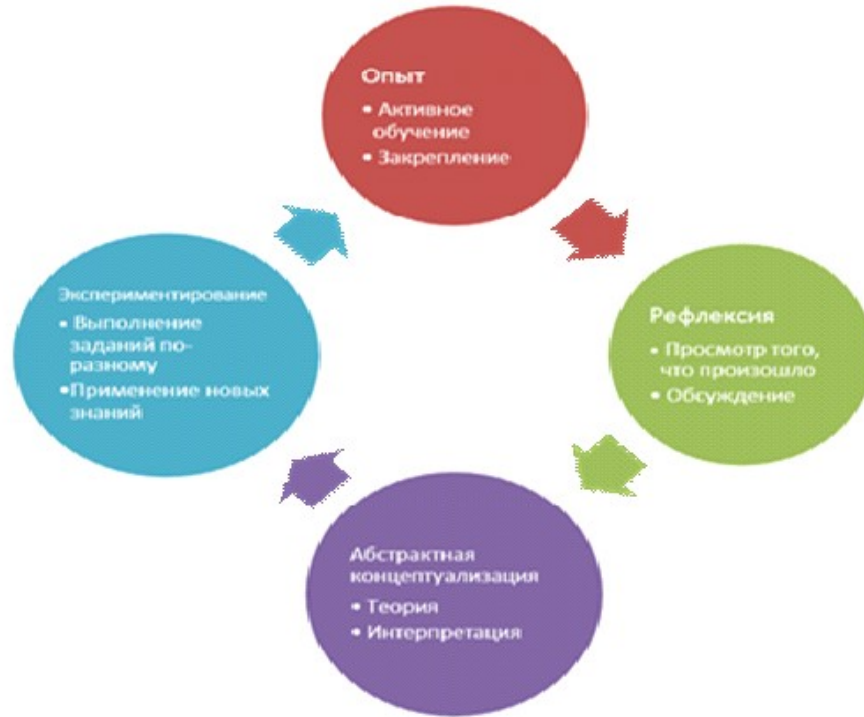 Опыт
• Активное
обучение
• Закрепление
Рефлексия
• Просмотр того,
что произошло
• Обсуждение
Абстрактная
концептуализация
• Теория
• Интерпретация
Экспериментирование
• Выполнение
заданий по-
разному
•Применение новых
знаний